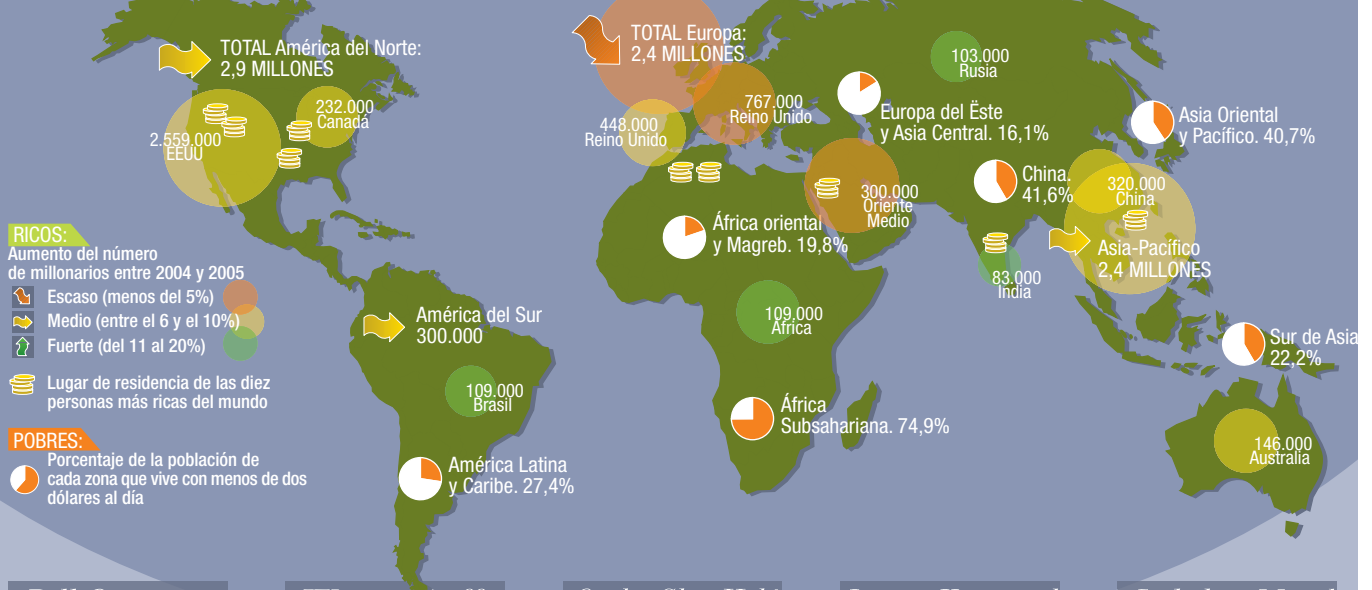 TOTAL América del Norte:
2,9 MILLONES
2.559.000
EEUU
232.000
Canadá
TOTAL Europa:
2,4 MILLONES
448.000
Reino Unido
767.000
Reino Unido
103.000
Rusia
Europa del Ëste
y Asia Central. 16,1%
Asia Oriental
y Pacífico. 40,7%
China.
41,6%
320.000
China
300.000
Oriente
Medio
África oriental
y Magreb. 19,8%
Asia-Pacífico
2,4 MILLONES
83.000
India
109,000
Africa
América del Sur
300.000
109.000
Brasil
Sur de Asia
22,2%
África
Subsahariana. 74,9%
146.000
Australia
América Latina
y Caribe. 27,4%
RICOS:
Aumento del número
de millonarios entre 2004 y 2005
Escaso (menos del 5%)
Medio (entre el 6 y el 10%)
Fuerte (del 11 al 20%)
Lugar de residencia de las diez
personas más ricas del mundo
POBRES:
Porcentaje de la población de
cada zona que vive con menos de dos
dólares al día